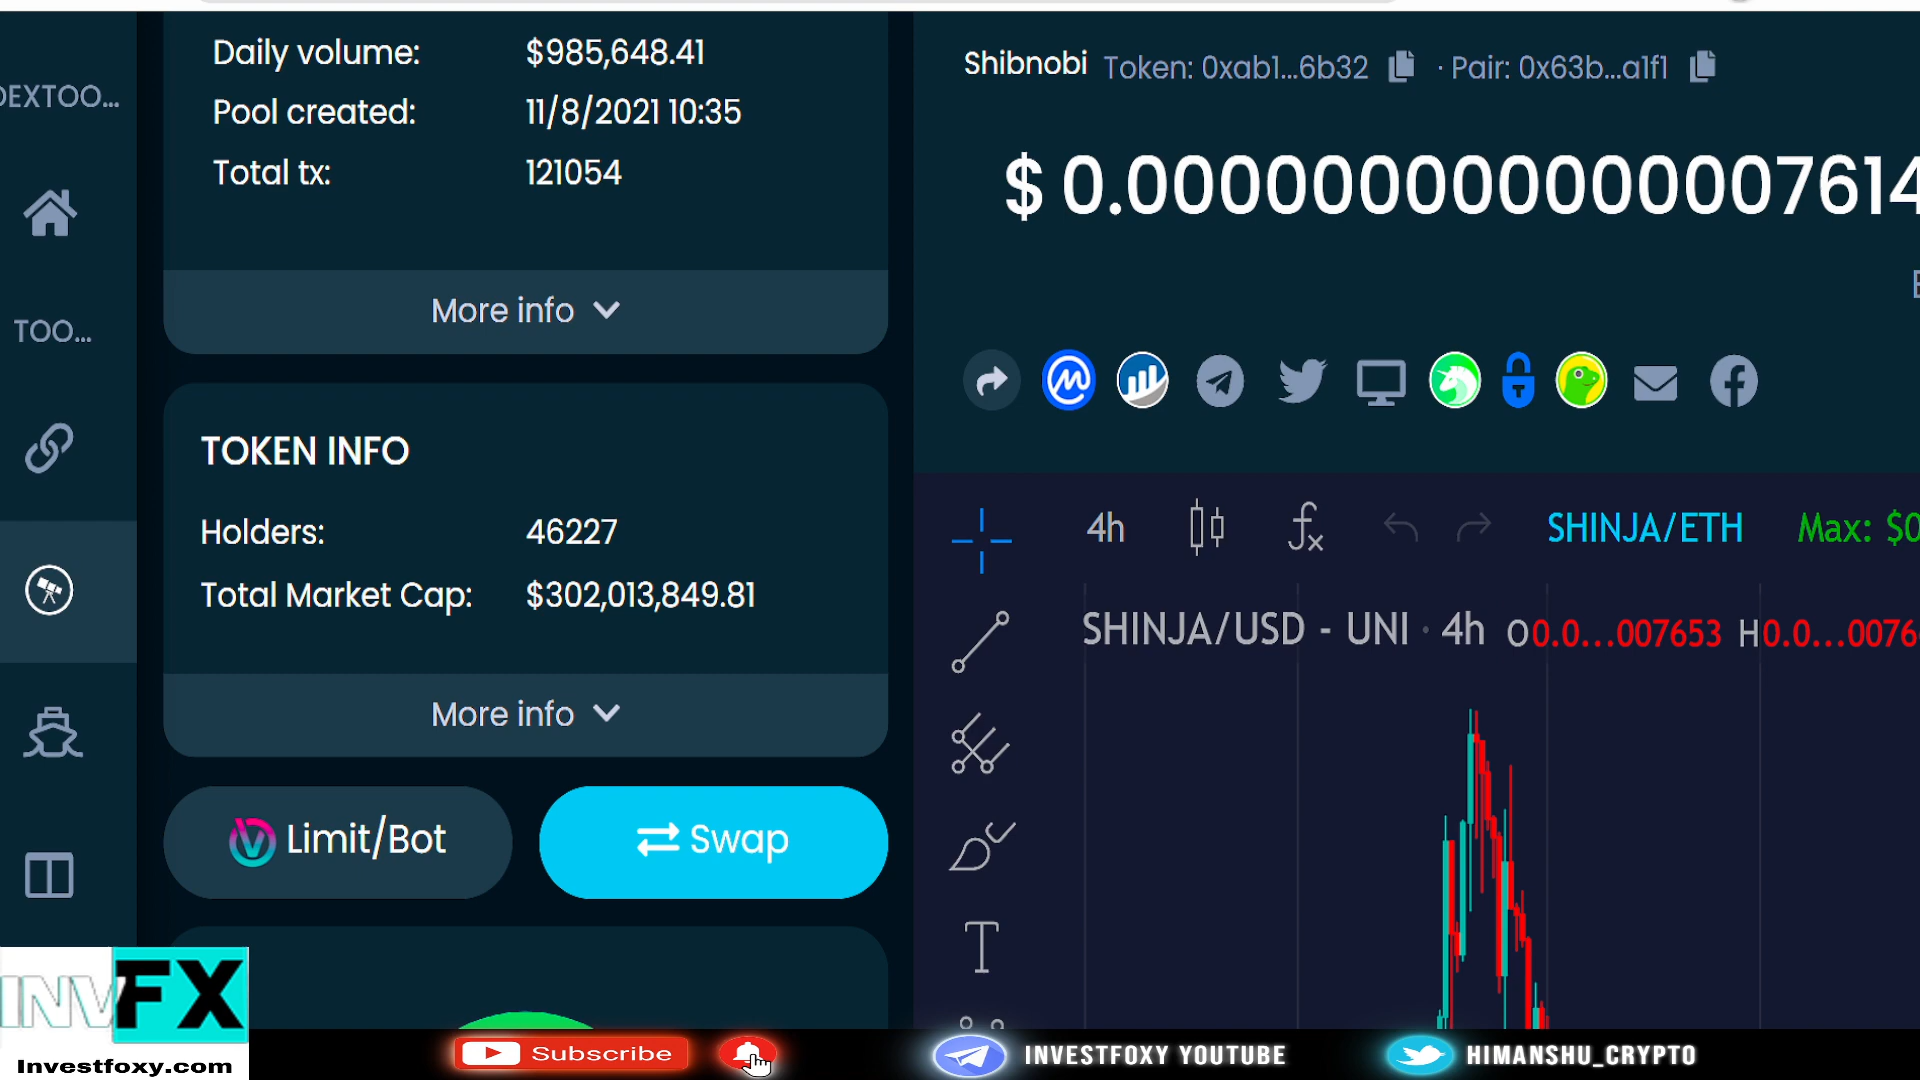 DEXTOO...
TOO...
Daily volume: $985,648.41
Pool created: 11/8/2021 10:35
Total tx: 121054
More info
TOKEN INFO
Holders: 46227
Total Market Cap: $302,013,849.81
More info
Limit/Bot
Swap
Shibnobi Token: 0xab1...6b32 · Pair: 0x63b...a1f1
$ 0.000000000000007614
4h
SHINJA/ETH Max: $0
SHINJA/USD - UNI · 4h O0.0...007653 H0.0...0076
T
INVFX
Investfoxy.com
Subscribe
INVESTFOXY YOUTUBE
HIMANSHU_CRYPTO